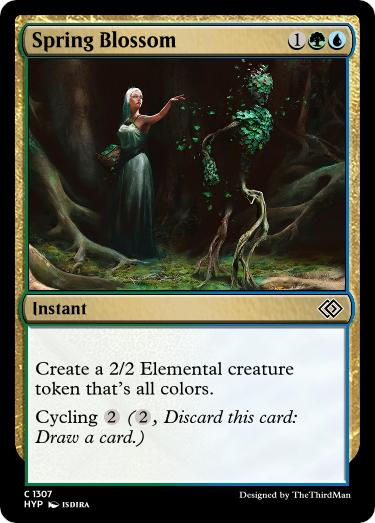 Spring Blossom 1
Instant
Create a 2/2 Elemental creature
token that's all colors.
Cycling 2 (2, Discard this card:
Draw a card.)
C 1307
HYP ISDIRA
Designed by TheThirdMan